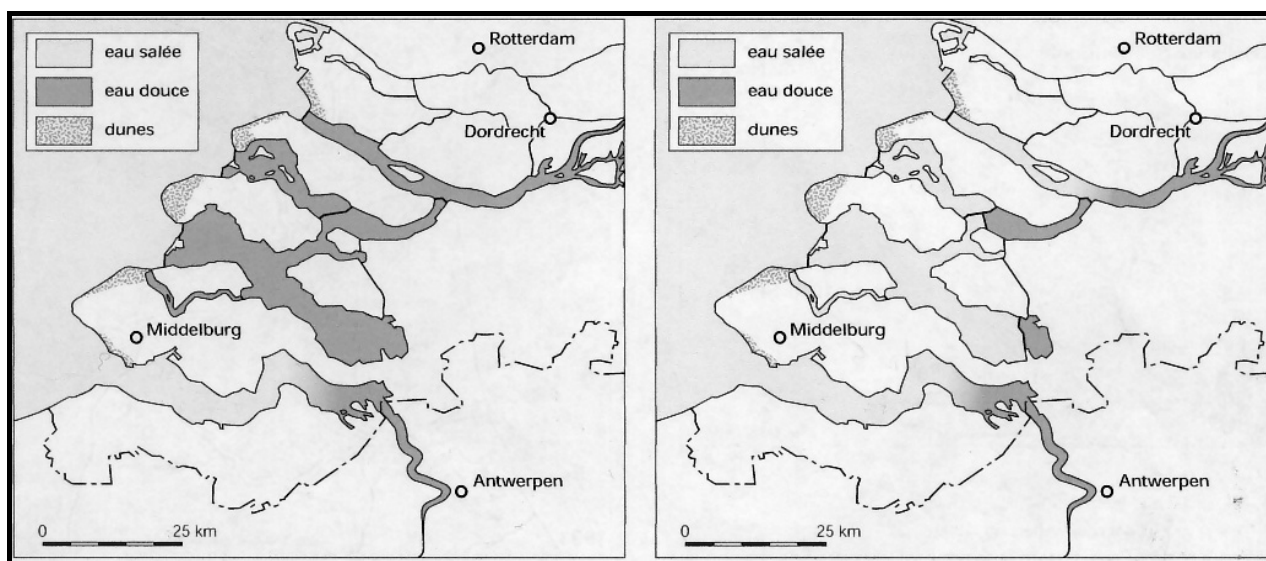 eau salée
eau douce
dunes
Rotterdam
Dordrecht
Middelburg
Antwerpen
0 25 km
eau salée
eau douce
dunes
Rotterdam
Dordrecht
Middelburg
Antwerpen
0 25 km